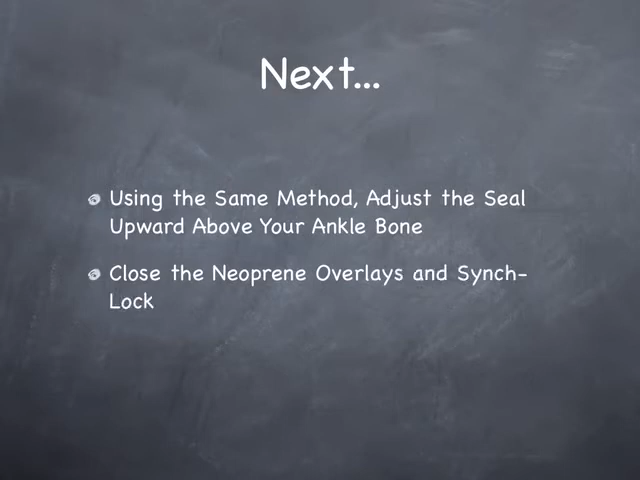 Next...
Using the Same Method, Adjust the Seal
Upward Above Your Ankle Bone
Close the Neoprene Overlays and Synch-
Lock